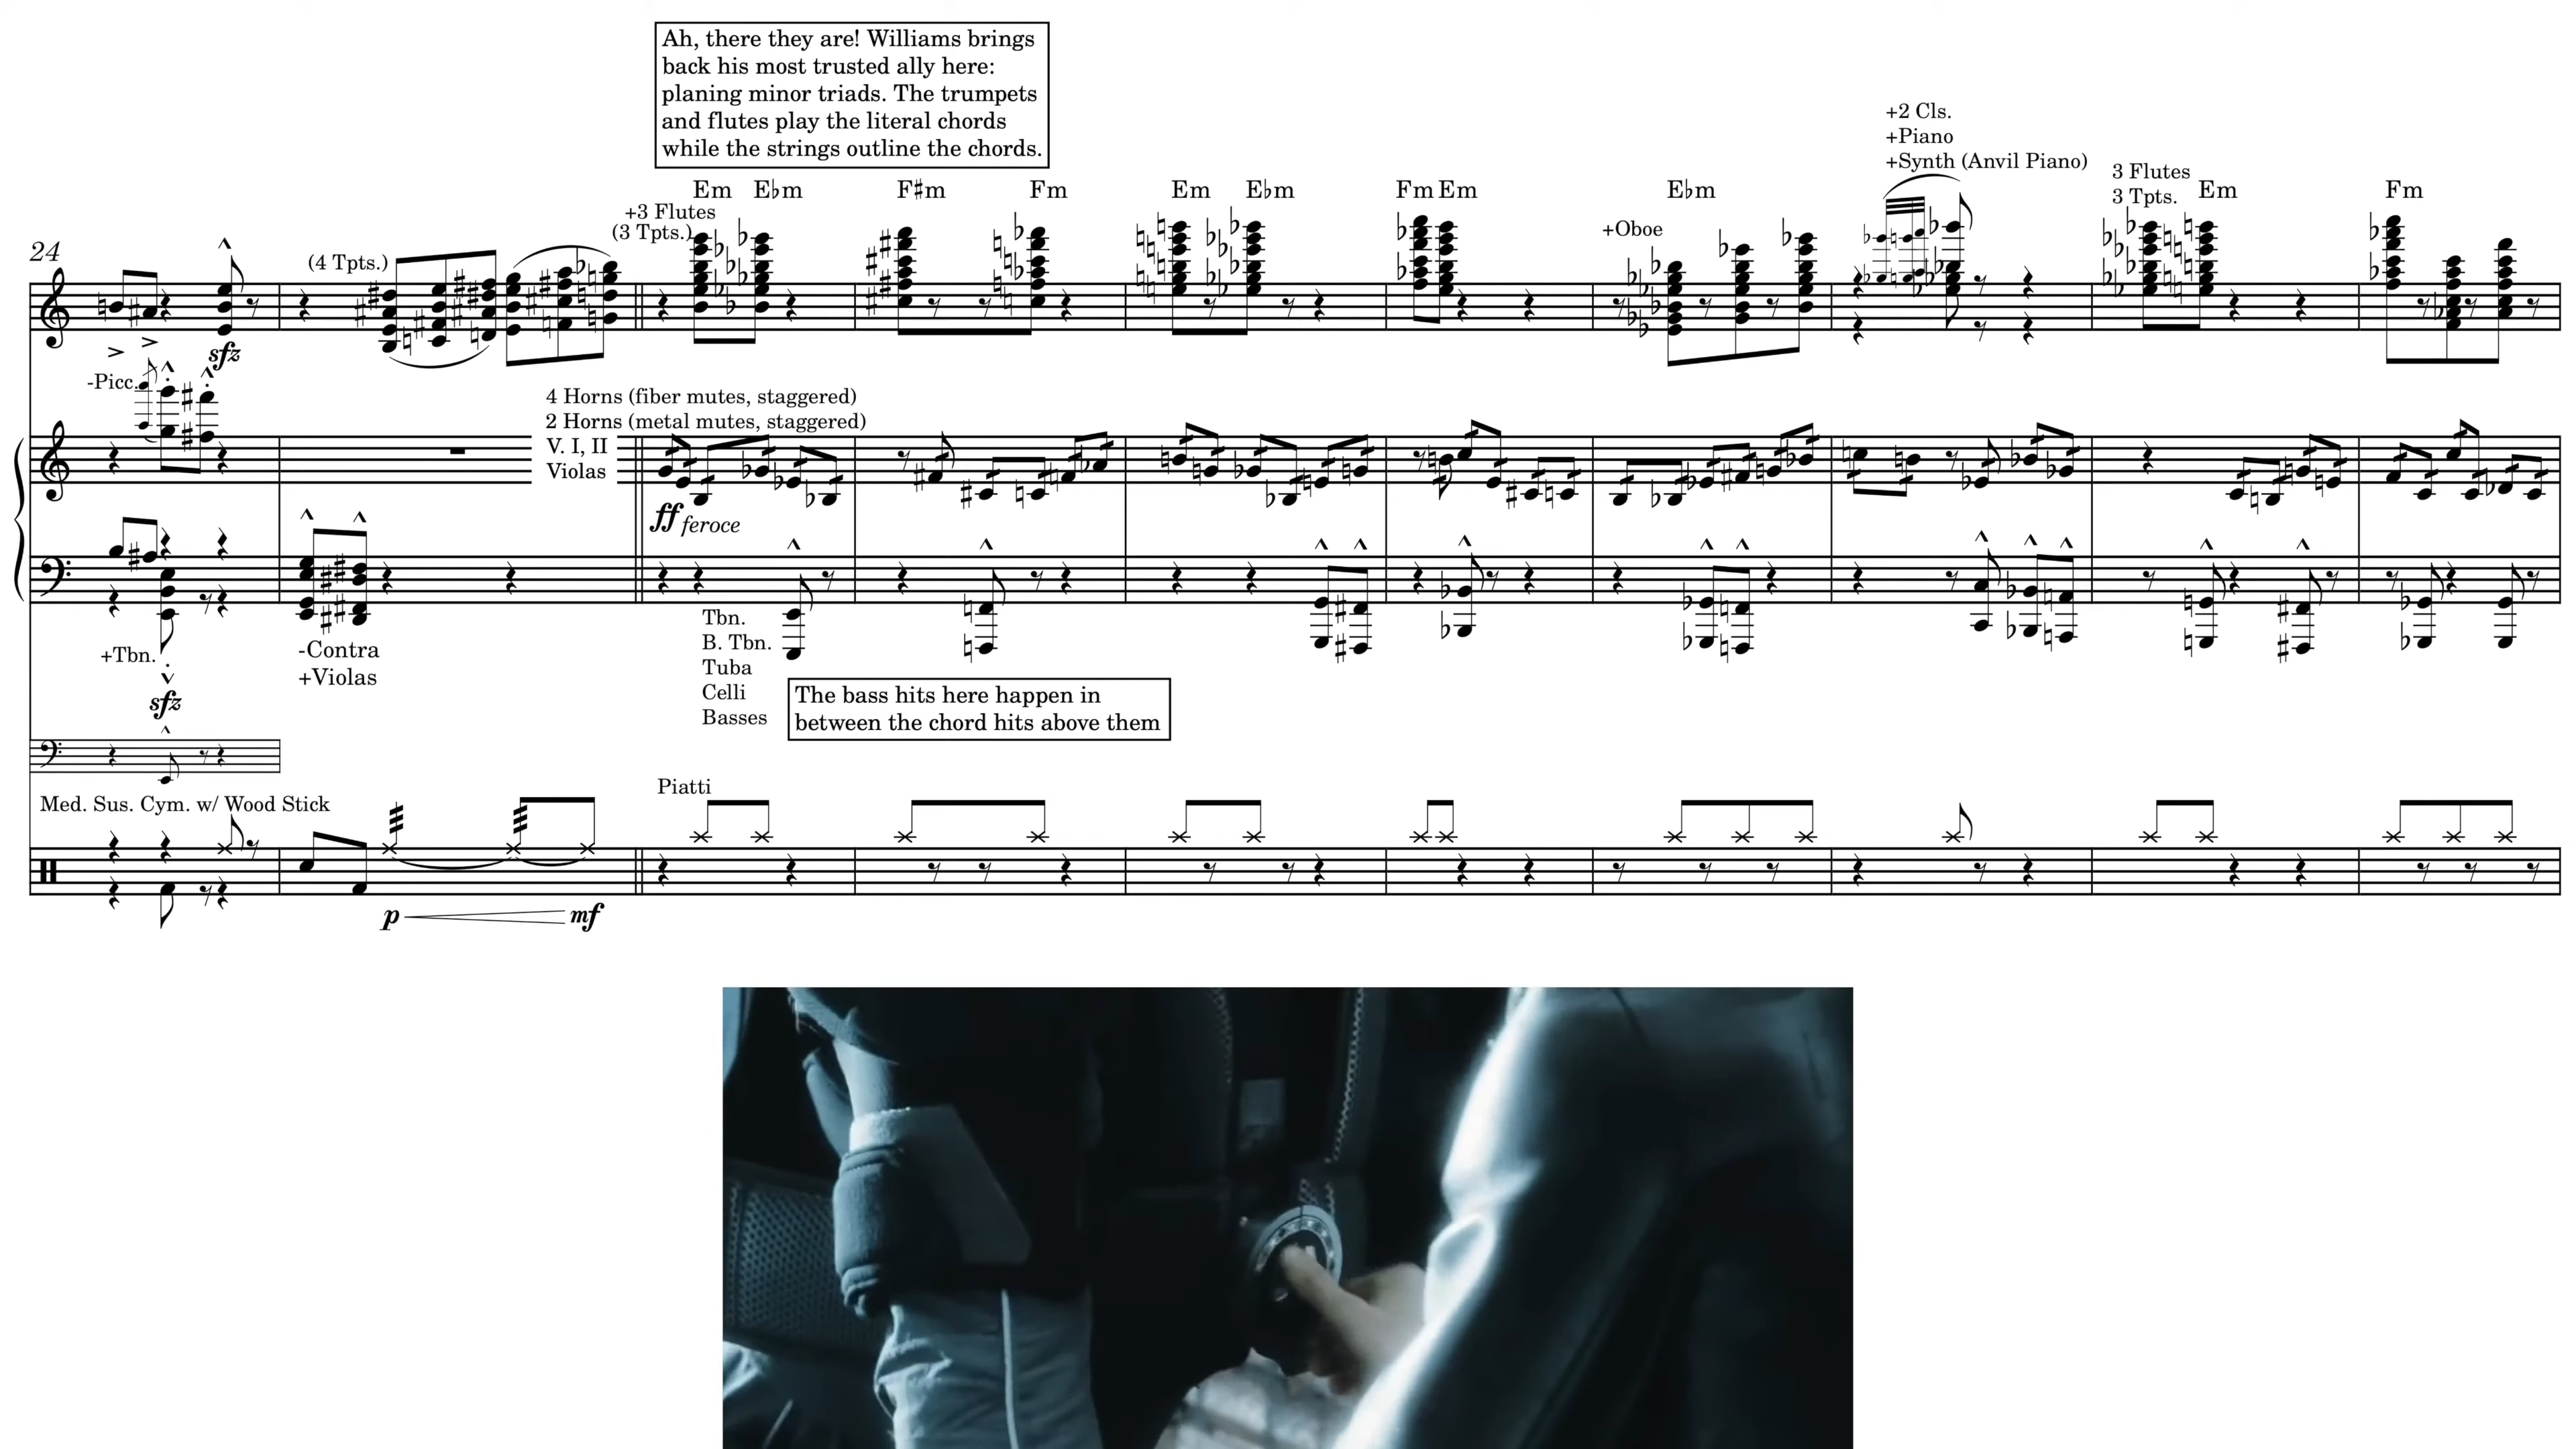 Ah, there they are! Williams brings
back his most trusted ally here:
planing minor triads. The trumpets
and flutes play the literal chords
while the strings outline the chords.
+2 Cls.
+Piano
+Synth (Anvil Piano)
3 Flutes
3 Tpts.
Em E♭m F♯m Fm Em E♭m Fm Em E♭m Em Fm
+3 Flutes
(3 Tpts.)
+Oboe
24
(4 Tpts.)
sfz
-Picc.
4 Horns (fiber mutes, staggered)
2 Horns (metal mutes, staggered)
V. I, II
Violas
ff feroce
+Tbn.
sfz
-Contra
+Violas
Tbn.
B. Tbn.
Tuba
Celli
Basses
The bass hits here happen in
between the chord hits above them
Piatti
Med. Sus. Cym. w/ Wood Stick
p mf